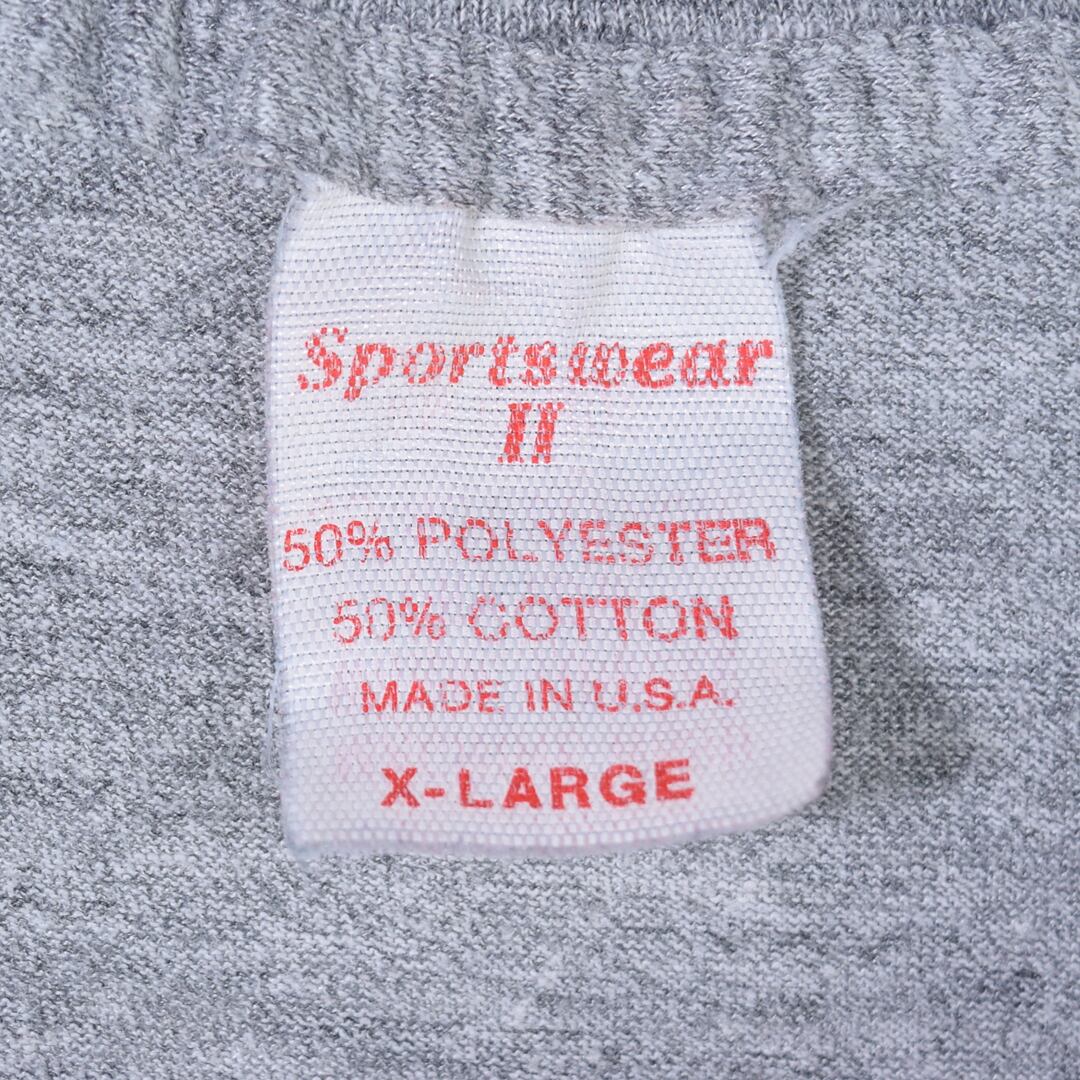 Sportswear
II
50% POLYESTER
50% COTTON
MADE IN U.S.A.
X-LARGE